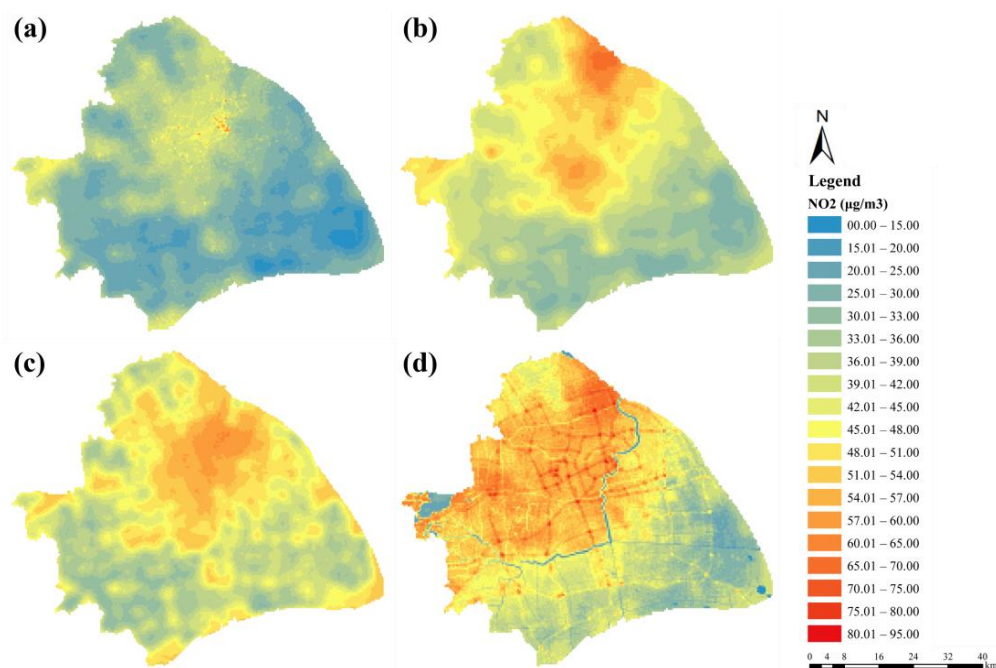 (a)
(b)
(c)
(d)
N
Legend
NO2 (μg/m3)
00.00 – 15.00
15.01 – 20.00
20.01 – 25.00
25.01 – 30.00
30.01 – 33.00
33.01 – 36.00
36.01 – 39.00
39.01 – 42.00
42.01 – 45.00
45.01 – 48.00
48.01 – 51.00
51.01 – 54.00
54.01 – 57.00
57.01 – 60.00
60.01 – 65.00
65.01 – 70.00
70.01 – 75.00
75.01 – 80.00
80.01 – 95.00
0 4 8 16 24 32 40
km